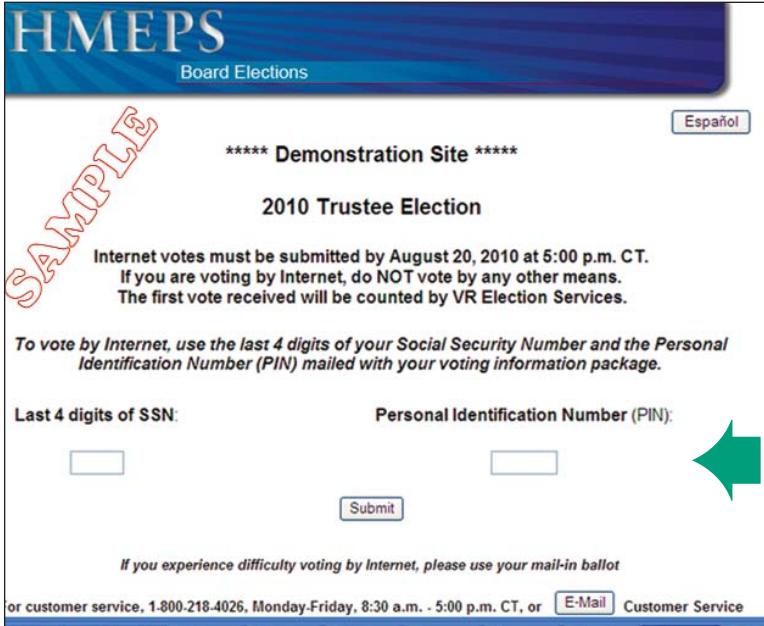 HMEPS
Board Elections
Español
SAMPLE
***** Demonstration Site *****
2010 Trustee Election
Internet votes must be submitted by August 20, 2010 at 5:00 p.m. CT.
If you are voting by Internet, do NOT vote by any other means.
The first vote received will be counted by VR Election Services.
To vote by Internet, use the last 4 digits of your Social Security Number and the Personal
Identification Number (PIN) mailed with your voting information package.
Last 4 digits of SSN: Personal Identification Number (PIN):
Submit
If you experience difficulty voting by Internet, please use your mail-in ballot
or customer service, 1-800-218-4026, Monday-Friday, 8:30 a.m. - 5:00 p.m. CT, or E-Mail Customer Service